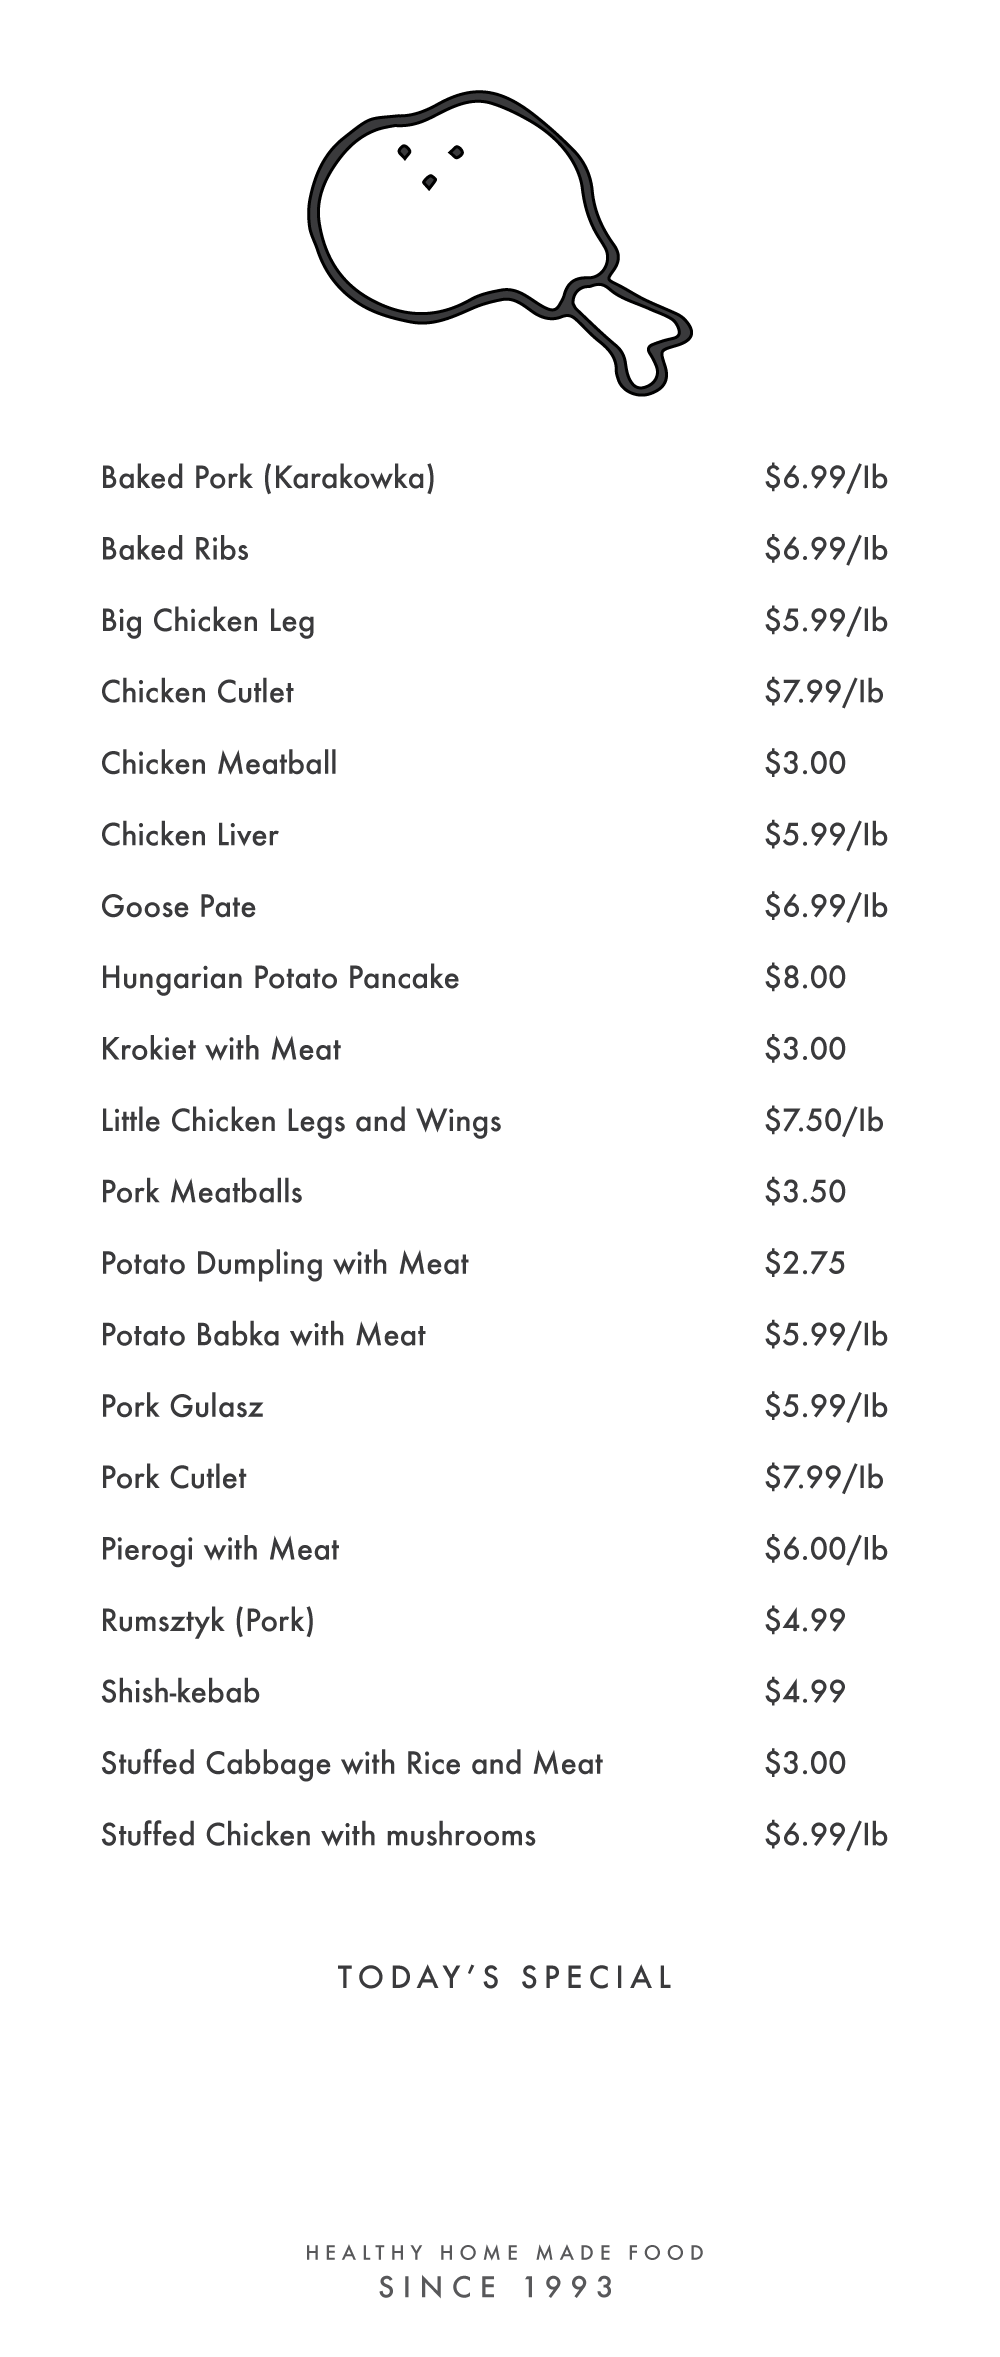 Baked Pork (Karakowka) $6.99/lb
Baked Ribs $6.99/lb
Big Chicken Leg $5.99/lb
Chicken Cutlet $7.99/lb
Chicken Meatball $3.00
Chicken Liver $5.99/lb
Goose Pate $6.99/lb
Hungarian Potato Pancake $8.00
Krokiet with Meat $3.00
Little Chicken Legs and Wings $7.50/lb
Pork Meatballs $3.50
Potato Dumpling with Meat $2.75
Potato Babka with Meat $5.99/lb
Pork Gulasz $5.99/lb
Pork Cutlet $7.99/lb
Pierogi with Meat $6.00/lb
Rumsztyk (Pork) $4.99
Shish-kebab $4.99
Stuffed Cabbage with Rice and Meat $3.00
Stuffed Chicken with mushrooms $6.99/lb
TODAY’S SPECIAL
HEALTHY HOME MADE FOOD
SINCE 1993